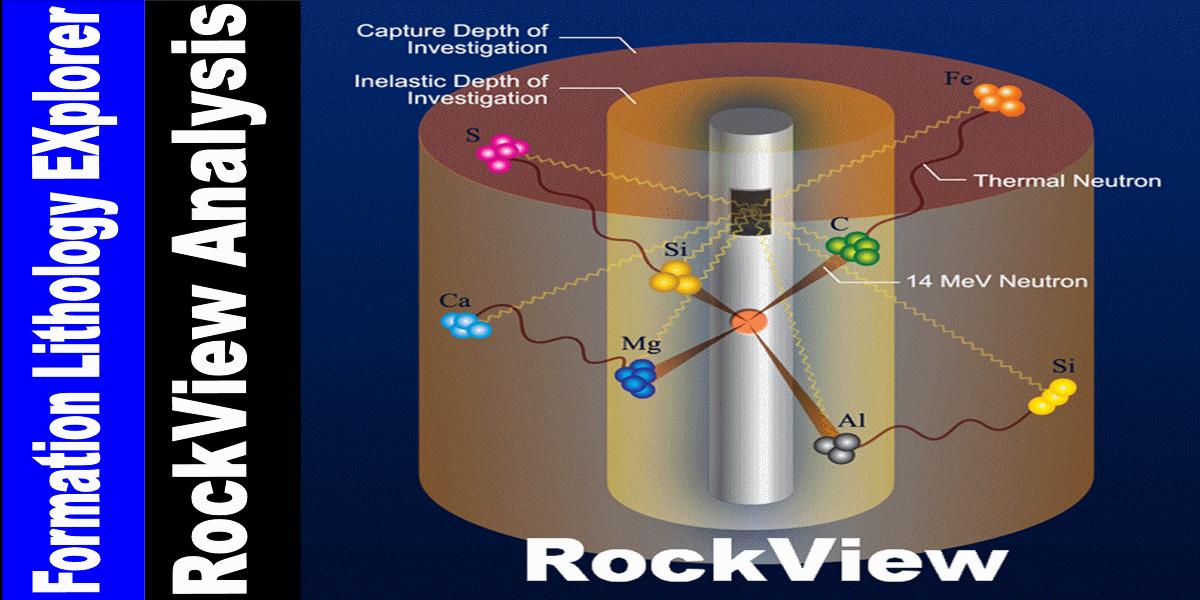 Formation Lithology EXplorer
RockView Analysis
Capture Depth of
Investigation
Inelastic Depth of
Investigation
Fe
S
Thermal Neutron
C
Si
14 MeV Neutron
Ca
Mg
Si
Al
RockView